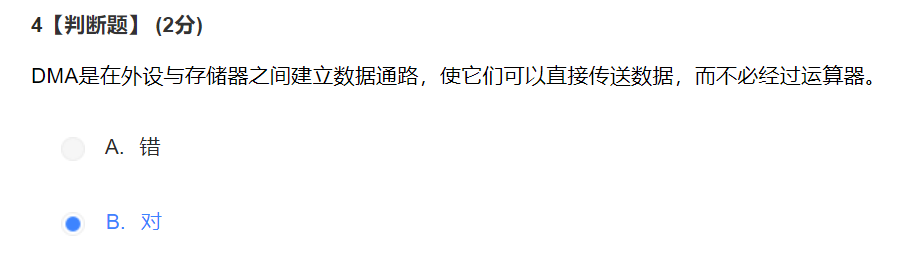 4【判断题】 (2分)
DMA是在外设与存储器之间建立数据通路，使它们可以直接传送数据，而不必经过运算器。
A. 错
B. 对